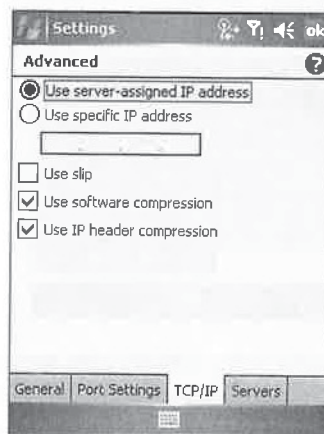 Settings ok
Advanced ?
Use server-assigned IP address
Use specific IP address
Use slip
Use software compression
Use IP header compression
General Port Settings TCP/IP Servers